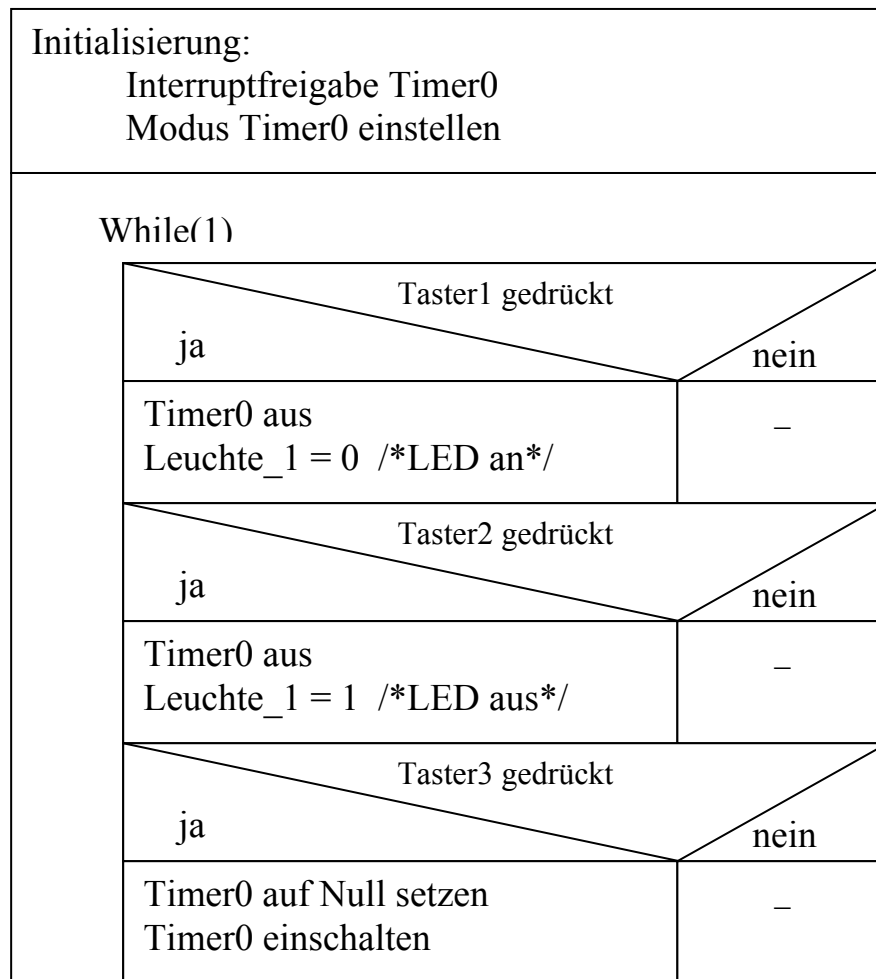 Initialisierung:
Interruptfreigabe Timer0
Modus Timer0 einstellen
While(1)
Taster1 gedrückt
ja
nein
Timer0 aus
–
Leuchte_1 = 0 /*LED an*/
Taster2 gedrückt
ja
nein
Timer0 aus
–
Leuchte_1 = 1 /*LED aus*/
Taster3 gedrückt
ja
nein
Timer0 auf Null setzen
–
Timer0 einschalten